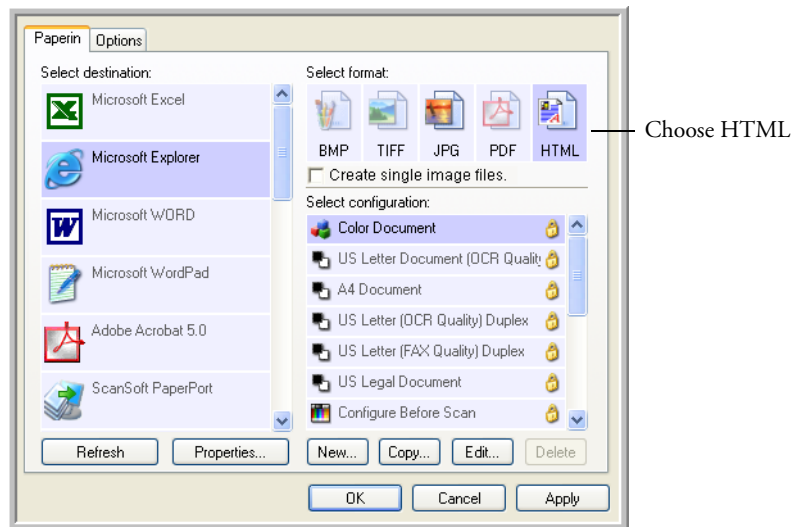 Paperin Options
Select destination:
Microsoft Excel
Microsoft Explorer
Microsoft WORD
Microsoft WordPad
Adobe Acrobat 5.0
ScanSoft PaperPort
Refresh Properties...
Select format:
BMP TIFF JPG PDF HTML
Create single image files.
Select configuration:
Color Document
US Letter Document (OCR Quality
A4 Document
US Letter (OCR Quality) Duplex
US Letter (FAX Quality) Duplex
US Legal Document
Configure Before Scan
New... Copy... Edit... Delete
OK Cancel Apply
Choose HTML